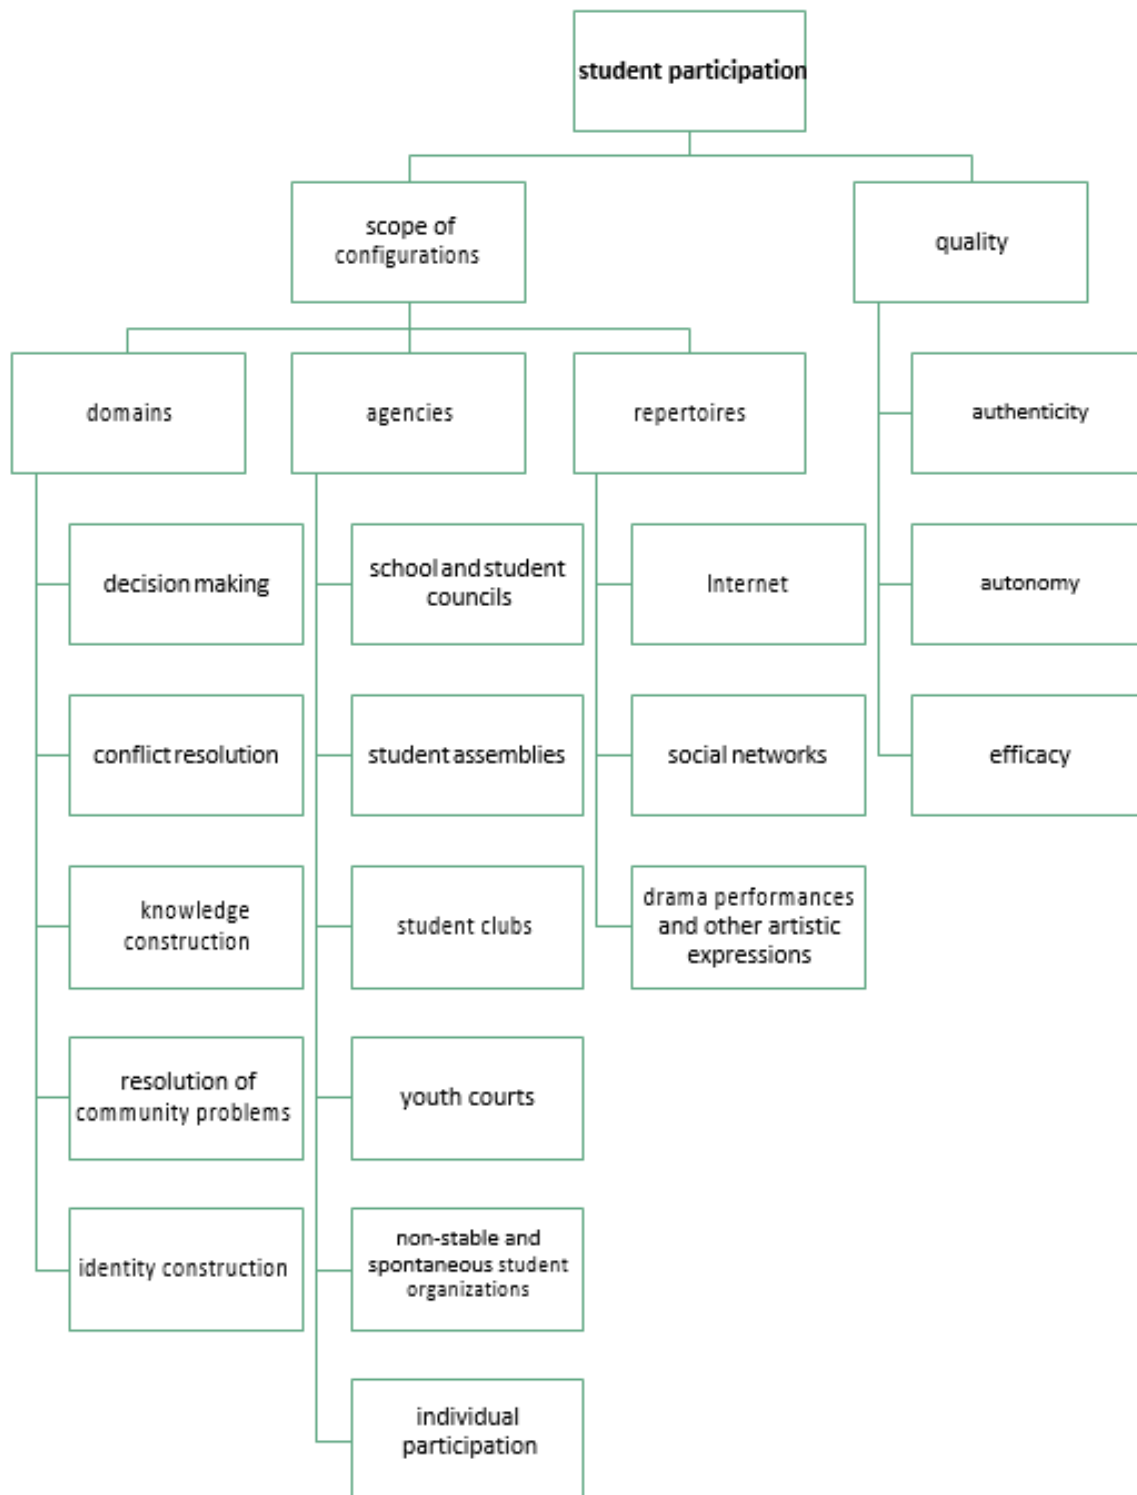 student participation
scope of
configurations
quality
domains
agencies
repertoires
authenticity
decision making
school and student
councils
Internet
autonomy
conflict resolution
student assemblies
social networks
efficacy
knowledge
construction
student clubs
drama performances
and other artistic
expressions
resolution of
community problems
youth courts
identity construction
non-stable and
spontaneous student
organizations
individual
participation